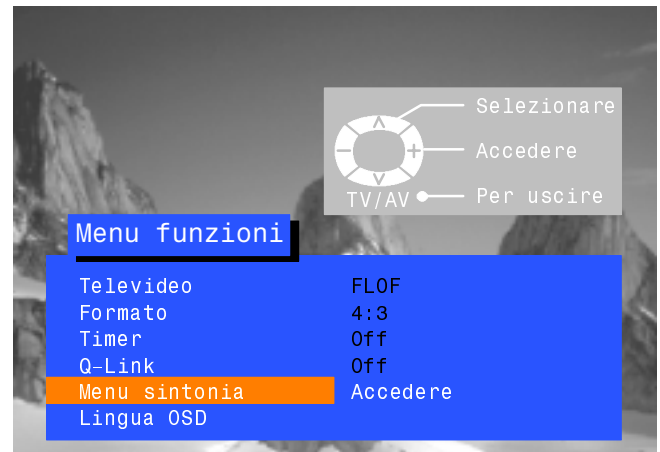 Selezionare
Accedere
TV/AV Per uscire
Menu funzioni
Televideo FLOF
Formato 4:3
Timer Off
Q-Link Off
Menu sintonia Accedere
Lingua OSD